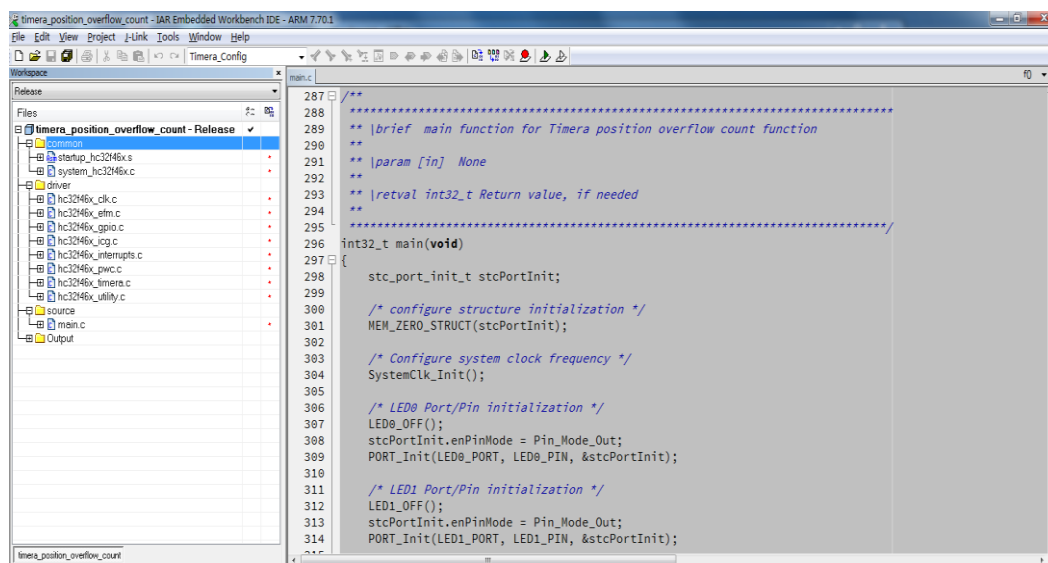 timera_position_overflow_count - IAR Embedded Workbench IDE - ARM 7.70.1
File Edit View Project J-Link Tools Window Help
Timera_Config
Workspace
Release
Files
timera_position_overflow_count - Release
common
startup_hc32f46x.s
system_hc32f46x.c
driver
hc32f46x_clk.c
hc32f46x_efm.c
hc32f46x_gpio.c
hc32f46x_icg.c
hc32f46x_interrupts.c
hc32f46x_pwc.c
hc32f46x_timera.c
hc32f46x_utility.c
source
main.c
Output
timera_position_overflow_count
main.c
f()
287 /**
288 *******************************************************************************
289 ** |brief  main function for Timera position overflow count function
290 **
291 ** |param [in]  None
292 **
293 ** |retval int32_t Return value, if needed
294 **
295 ******************************************************************************/
296 int32_t main(void)
297 {
298 stc_port_init_t stcPortInit;
299
300 /* configure structure initialization */
301 MEM_ZERO_STRUCT(stcPortInit);
302
303 /* Configure system clock frequency */
304 SystemClk_Init();
305
306 /* LED0 Port/Pin initialization */
307 LED0_OFF();
308 stcPortInit.enPinMode = Pin_Mode_Out;
309 PORT_Init(LED0_PORT, LED0_PIN, &stcPortInit);
310
311 /* LED1 Port/Pin initialization */
312 LED1_OFF();
313 stcPortInit.enPinMode = Pin_Mode_Out;
314 PORT_Init(LED1_PORT, LED1_PIN, &stcPortInit);